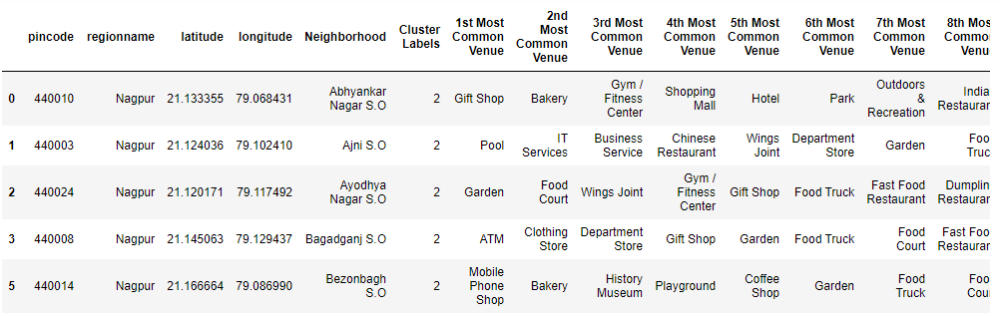 pincode regionname latitude longitude Neighborhood Cluster Labels 1st Most Common Venue 2nd Most Common Venue 3rd Most Common Venue 4th Most Common Venue 5th Most Common Venue 6th Most Common Venue 7th Most Common Venue 8th Mos Commo Venu
0 440010 Nagpur 21.133355 79.068431 Abhyankar Nagar S.O 2 Gift Shop Bakery Gym / Fitness Center Shopping Mall Hotel Park Outdoors & Recreation India Restauran
1 440003 Nagpur 21.124036 79.102410 Ajni S.O 2 Pool IT Services Business Service Chinese Restaurant Wings Joint Department Store Garden Foo Truc
2 440024 Nagpur 21.120171 79.117492 Ayodhya Nagar S.O 2 Garden Food Court Wings Joint Gym / Fitness Center Gift Shop Food Truck Fast Food Restaurant Dumplin Restauran
3 440008 Nagpur 21.145063 79.129437 Bagadganj S.O 2 ATM Clothing Store Department Store Gift Shop Garden Food Truck Food Court Fast Foo Restauran
5 440014 Nagpur 21.166664 79.086990 Bezonbagh S.O 2 Mobile Phone Shop Bakery History Museum Playground Coffee Shop Garden Food Truck Foo Cou